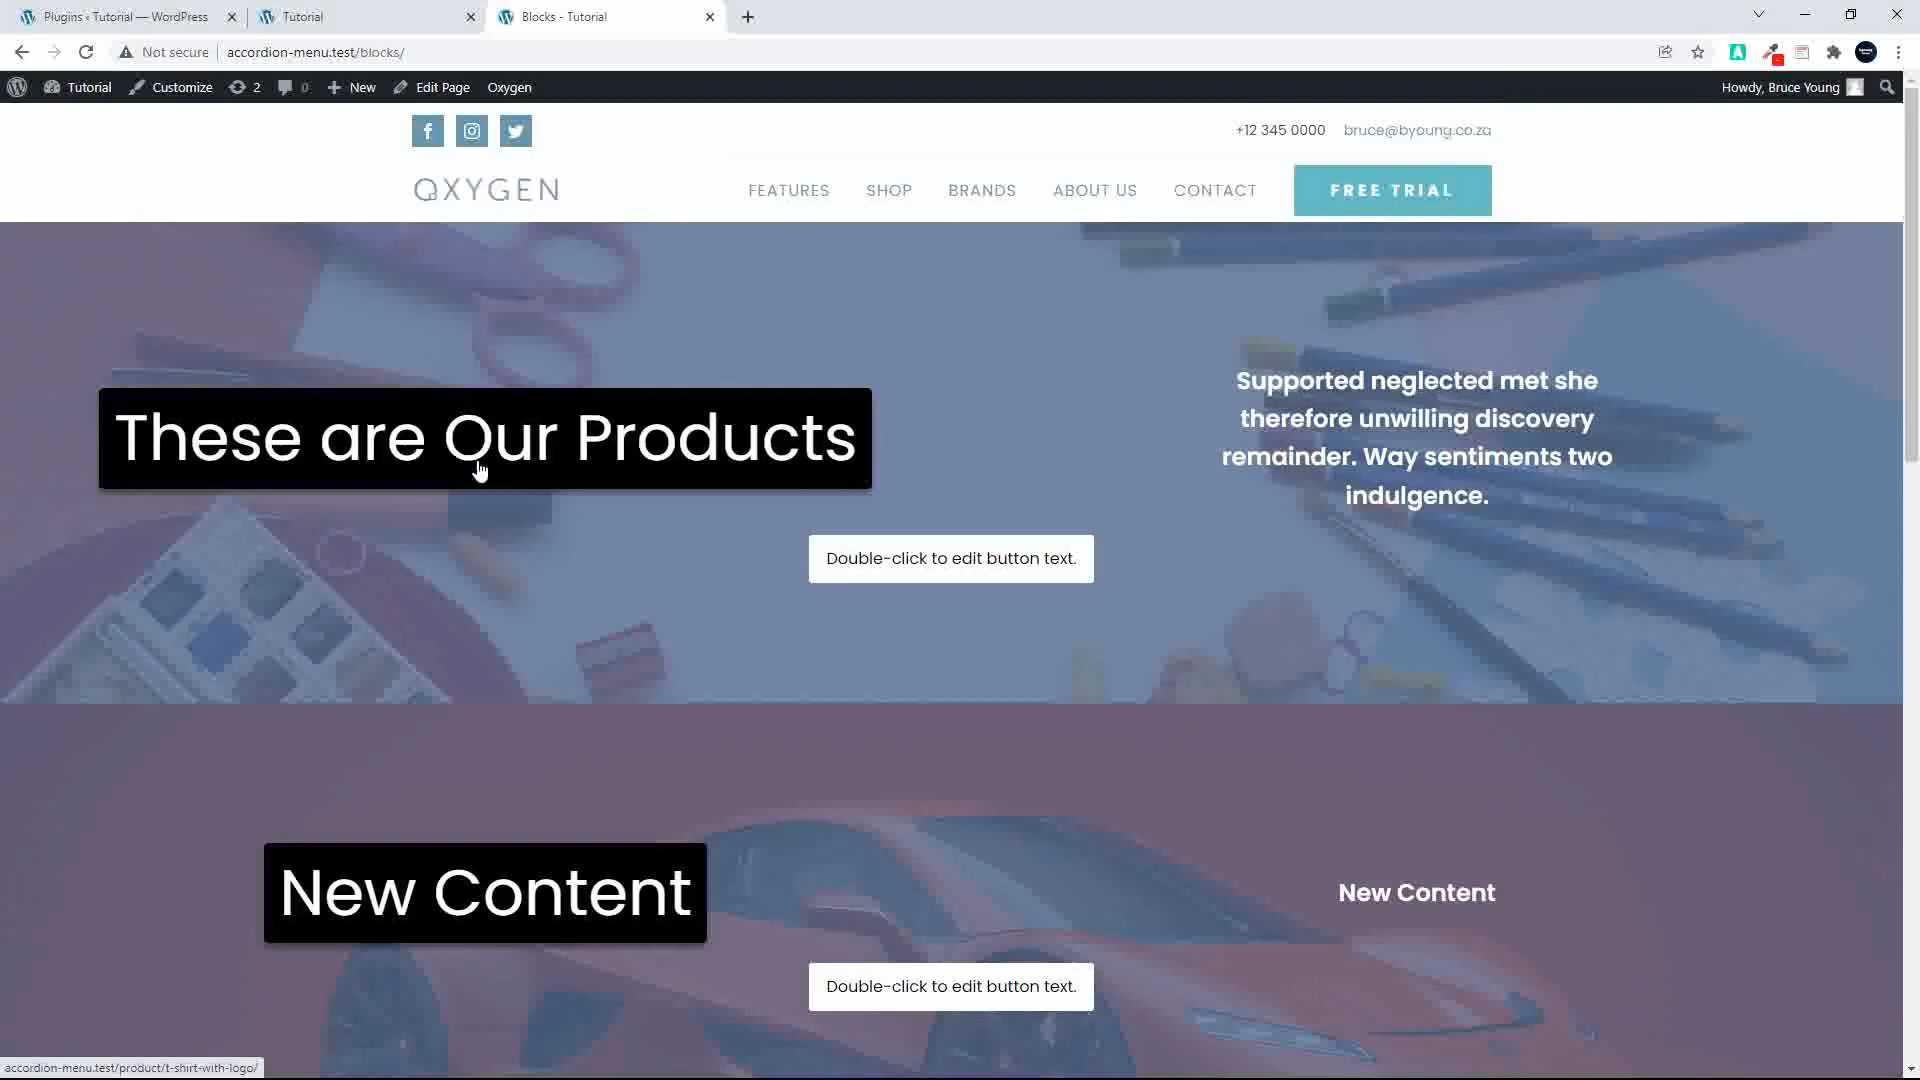 Plugins ‹ Tutorial — WordPress
Tutorial
Blocks - Tutorial
Not secure
accordion-menu.test/blocks/
Tutorial
Customize
2
0
New
Edit Page
Oxygen
Howdy, Bruce Young
+12 345 0000
bruce@byoung.co.za
OXYGEN
FEATURES
SHOP
BRANDS
ABOUT US
CONTACT
FREE TRIAL
These are Our Products
Supported neglected met she
therefore unwilling discovery
remainder. Way sentiments two
indulgence.
Double-click to edit button text.
New Content
New Content
Double-click to edit button text.
accordion-menu.test/product/t-shirt-with-logo/